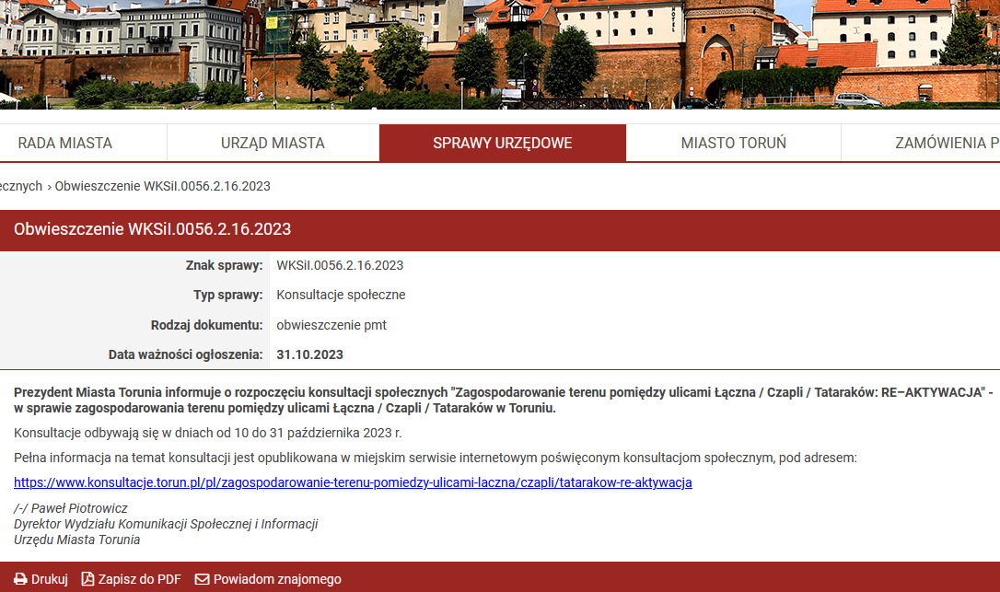 HOTEL
RADA MIASTA
URZĄD MIASTA
SPRAWY URZĘDOWE
MIASTO TORUŃ
ZAMÓWIENIA P
ecznych › Obwieszczenie WKSiI.0056.2.16.2023
Obwieszczenie WKSiI.0056.2.16.2023
Znak sprawy: WKSiI.0056.2.16.2023
Typ sprawy: Konsultacje społeczne
Rodzaj dokumentu: obwieszczenie pmt
Data ważności ogłoszenia: 31.10.2023
Prezydent Miasta Torunia informuje o rozpoczęciu konsultacji społecznych "Zagospodarowanie terenu pomiędzy ulicami Łączna / Czapli / Tataraków: RE–AKTYWACJA" -
w sprawie zagospodarowania terenu pomiędzy ulicami Łączna / Czapli / Tataraków w Toruniu.
Konsultacje odbywają się w dniach od 10 do 31 października 2023 r.
Pełna informacja na temat konsultacji jest opublikowana w miejskim serwisie internetowym poświęconym konsultacjom społecznym, pod adresem:
https://www.konsultacje.torun.pl/pl/zagospodarowanie-terenu-pomiedzy-ulicami-laczna/czapli/tatarakow-re-aktywacja
/-/ Paweł Piotrowicz
Dyrektor Wydziału Komunikacji Społecznej i Informacji
Urzędu Miasta Torunia
Drukuj
Zapisz do PDF
Powiadom znajomego